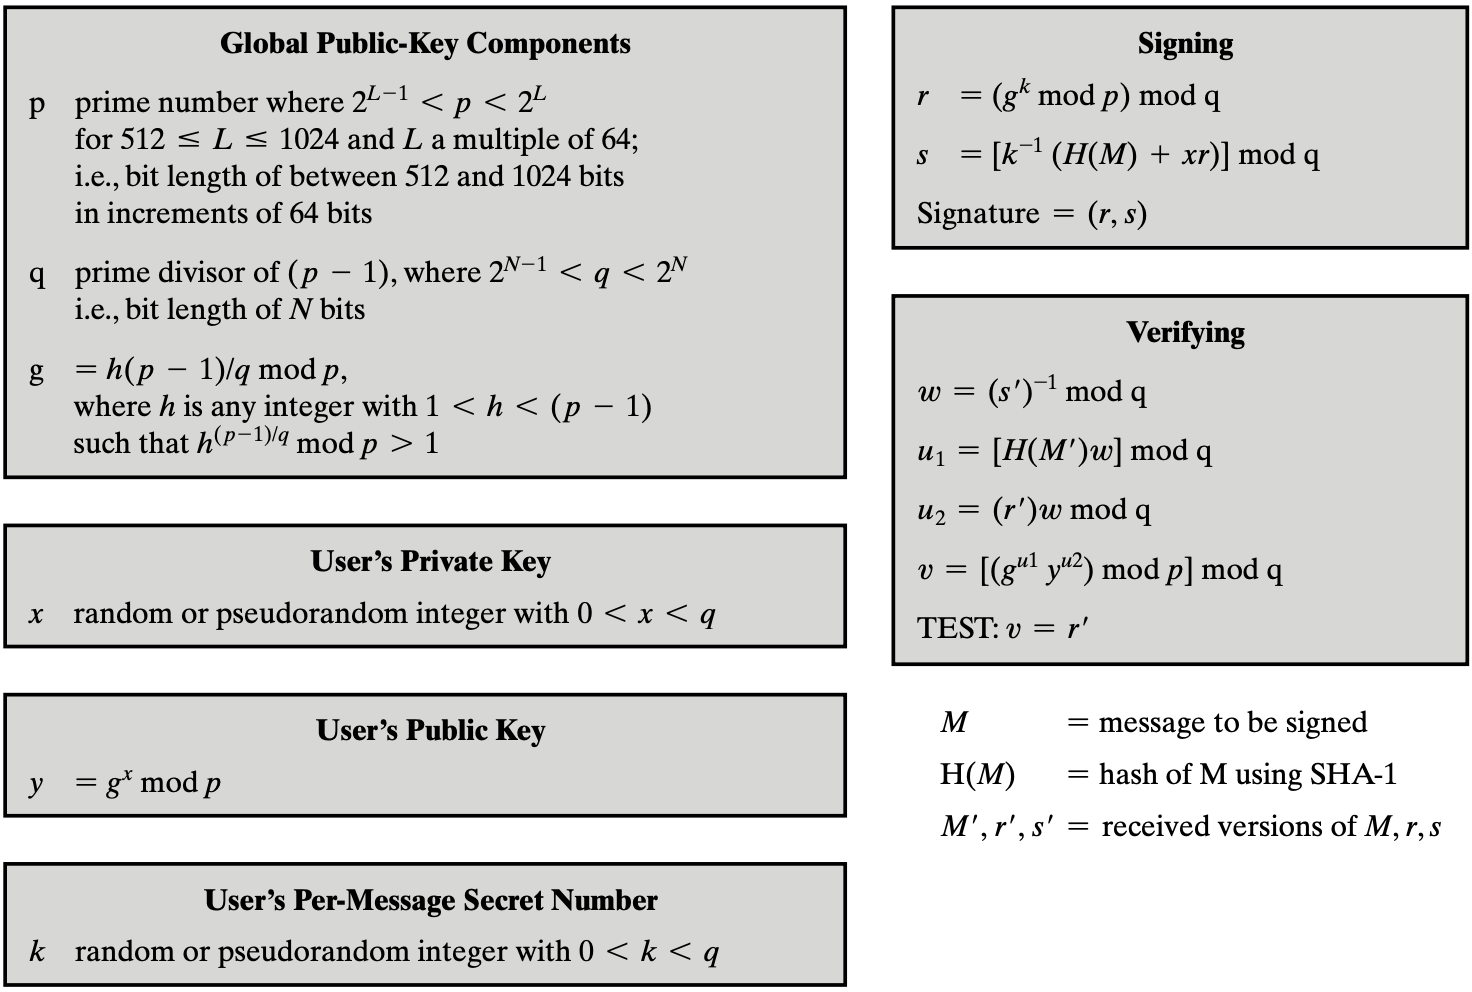 Global Public-Key Components
p prime number where 2^{L−1} < p < 2^L
for 512 ≤ L ≤ 1024 and L a multiple of 64;
i.e., bit length of between 512 and 1024 bits
in increments of 64 bits
q prime divisor of (p − 1), where 2^{N−1} < q < 2^N
i.e., bit length of N bits
g = h(p − 1)/q mod p,
where h is any integer with 1 < h < (p − 1)
such that h^{(p−1)/q} mod p > 1
User's Private Key
x random or pseudorandom integer with 0 < x < q
User's Public Key
y = g^x mod p
User's Per-Message Secret Number
k random or pseudorandom integer with 0 < k < q
Signing
r = (g^k mod p) mod q
s = [k^{−1} (H(M) + xr)] mod q
Signature = (r, s)
Verifying
w = (s′)^{−1} mod q
u_1 = [H(M′)w] mod q
u_2 = (r′)w mod q
v = [(g^{u1} y^{u2}) mod p] mod q
TEST: v = r′
M = message to be signed
H(M) = hash of M using SHA-1
M′, r′, s′ = received versions of M, r, s